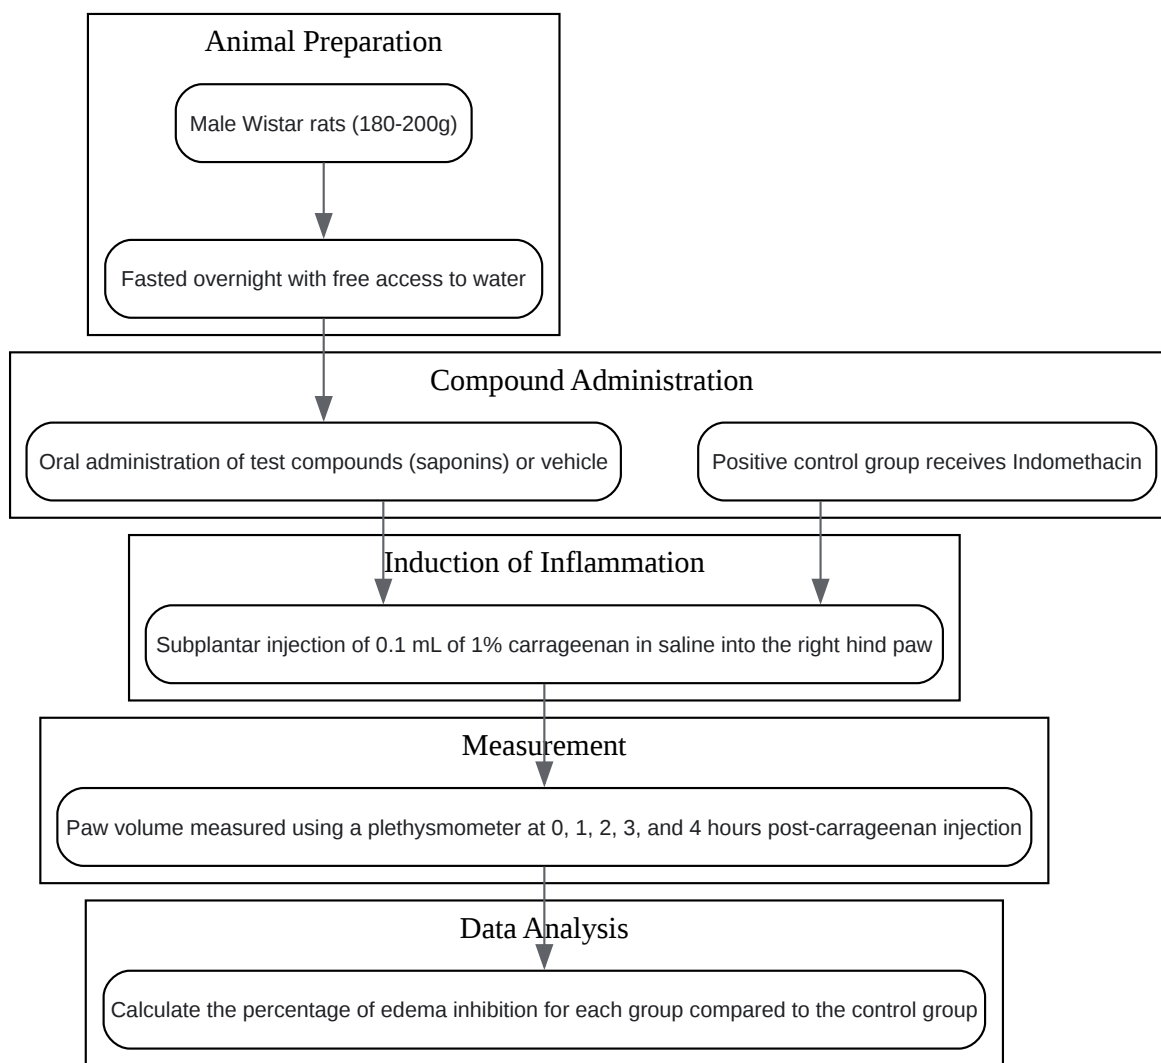 Animal Preparation
Male Wistar rats (180-200g)
Fasted overnight with free access to water
Compound Administration
Oral administration of test compounds (saponins) or vehicle
Positive control group receives Indomethacin
Induction of Inflammation
Subplantar injection of 0.1 mL of 1% carrageenan in saline into the right hind paw
Measurement
Paw volume measured using a plethysmometer at 0, 1, 2, 3, and 4 hours post-carrageenan injection
Data Analysis
Calculate the percentage of edema inhibition for each group compared to the control group